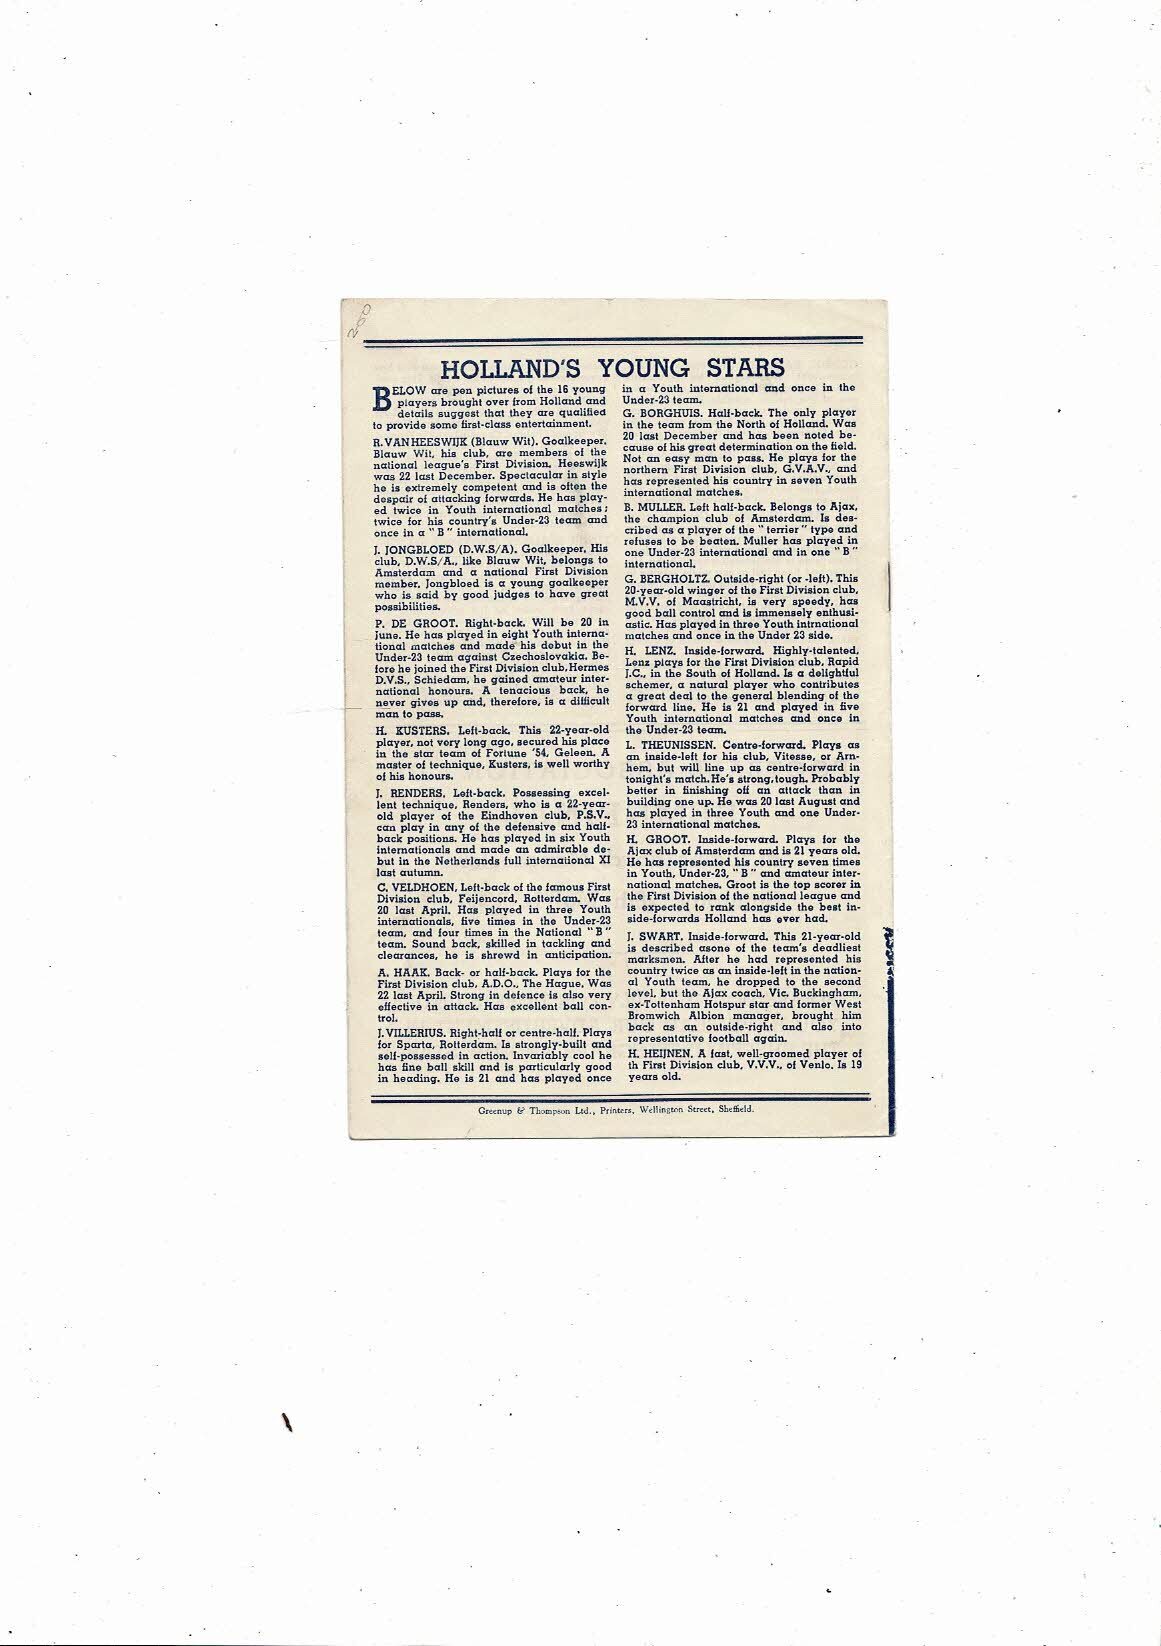 200
HOLLAND'S YOUNG STARS
BELOW are pen pictures of the 16 young
players brought over from Holland and
details suggest that they are qualified
to provide some first-class entertainment.
R. VAN HEESWIJK (Blauw Wit). Goalkeeper.
Blauw Wit, his club, are members of the
national league's First Division. Heeswijk
was 22 last December. Spectacular in style
he is extremely competent and is often the
despair of attacking forwards. He has play-
ed twice in Youth international matches;
twice for his country's Under-23 team and
once in a "B" international.
J. JONGBLOED (D.W.S/A). Goalkeeper. His
club, D.W.S/A., like Blauw Wit, belongs to
Amsterdam and a national First Division
member. Jongbloed is a young goalkeeper
who is said by good judges to have great
possibilities.
P. DE GROOT. Right-back. Will be 20 in
June. He has played in eight Youth interna-
tional matches and made his debut in the
Under-23 team against Czechoslovakia. Be-
fore he joined the First Division club, Hermes
D.V.S., Schiedam, he gained amateur inter-
national honours. A tenacious back, he
never gives up and, therefore, is a difficult
man to pass.
H. KUSTERS. Left-back. This 22-year-old
player, not very long ago, secured his place
in the star team of Fortune '54, Geleen. A
master of technique, Kusters, is well worthy
of his honours.
J. RENDERS. Left-back. Possessing excel-
lent technique, Renders, who is a 22-year-
old player of the Eindhoven club, P.S.V.,
can play in any of the defensive and half-
back positions. He has played in six Youth
internationals and made an admirable de-
but in the Netherlands full international XI
last autumn.
C. VELDHOEN. Left-back of the famous First
Division club, Feijencord, Rotterdam. Was
20 last April. Has played in three Youth
internationals, five times in the Under-23
team, and four times in the National "B"
team. Sound back, skilled in tackling and
clearances, he is shrewd in anticipation.
A. HAAK. Back- or half-back. Plays for the
First Division club, A.D.O., The Hague. Was
22 last April. Strong in defence is also very
effective in attack. Has excellent ball con-
trol.
J. VILLERIUS. Right-half or centre-half. Plays
for Sparta, Rotterdam. Is strongly-built and
self-possessed in action. Invariably cool he
has fine ball skill and is particularly good
in heading. He is 21 and has played once
in a Youth international and once in the
Under-23 team.
G. BORGHUIS. Half-back. The only player
in the team from the North of Holland. Was
20 last December and has been noted be-
cause of his great determination on the field.
Not an easy man to pass. He plays for the
northern First Division club, G.V.A.V., and
has represented his country in seven Youth
international matches.
B. MULLER. Left half-back. Belongs to Ajax,
the champion club of Amsterdam. Is des-
cribed as a player of the "terrier" type and
refuses to be beaten. Muller has played in
one Under-23 international and in one "B"
international.
G. BERGHOLTZ. Outside-right (or -left). This
20-year-old winger of the First Division club,
M.V.V. of Maastricht, is very speedy, has
good ball control and is immensely enthusi-
astic. Has played in three Youth intrnational
matches and once in the Under 23 side.
H. LENZ. Inside-forward. Highly-talented,
Lenz plays for the First Division club, Rapid
J.C., in the South of Holland. Is a delightful
schemer, a natural player who contributes
a great deal to the general blending of the
forward line. He is 21 and played in five
Youth international matches and once in
the Under-23 team.
L. THEUNISSEN. Centre-forward. Plays as
an inside-left for his club, Vitesse, or Arn-
hem, but will line up as centre-forward in
tonight's match. He's strong, tough. Probably
better in finishing off an attack than in
building one up. He was 20 last August and
has played in three Youth and one Under-
23 international matches.
H. GROOT. Inside-forward. Plays for the
Ajax club of Amsterdam and is 21 years old.
He has represented his country seven times
in Youth, Under-23, "B" and amateur inter-
national matches. Groot is the top scorer in
the First Division of the national league and
is expected to rank alongside the best in-
side-forwards Holland has ever had.
J. SWART. Inside-forward. This 21-year-old
is described asone of the team's deadliest
marksmen. After he had represented his
country twice as an inside-left in the nation-
al Youth team, he dropped to the second
level, but the Ajax coach, Vic. Buckingham,
ex-Tottenham Hotspur star and former West
Bromwich Albion manager, brought him
back as an outside-right and also into
representative football again.
H. HEIJNEN. A fast, well-groomed player of
th First Division club, V.V.V., of Venlo. Is 19
years old.
Greenup & Thompson Ltd., Printers, Wellington Street, Sheffield.